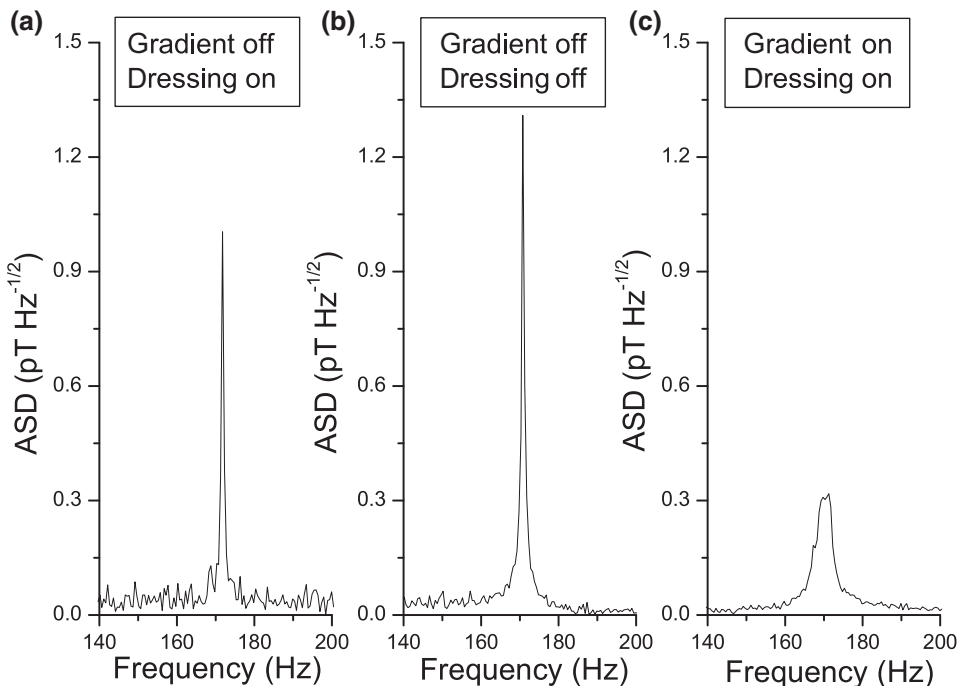 (a)
Gradient off
Dressing on
1.5
1.2
0.9
0.6
0.3
0.0
ASD (pT Hz-1/2)
140 160 180 200
Frequency (Hz)
(b)
Gradient off
Dressing off
1.5
1.2
0.9
0.6
0.3
0.0
ASD (pT Hz-1/2)
140 160 180 200
Frequency (Hz)
(c)
Gradient on
Dressing on
1.5
1.2
0.9
0.6
0.3
0.0
ASD (pT Hz-1/2)
140 160 180 200
Frequency (Hz)